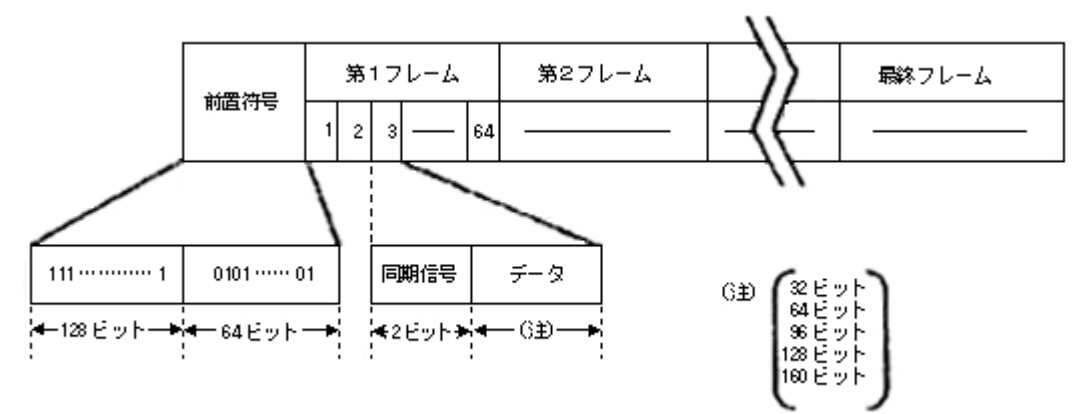 前置符号
第1フレーム
第2フレーム
最終フレーム
1 2 3 64
111………… 1
0101…… 01
同期信号
データ
128ビット
64ビット
2ビット
(注)
(注)
32ビット
64ビット
96ビット
128ビット
160ビット